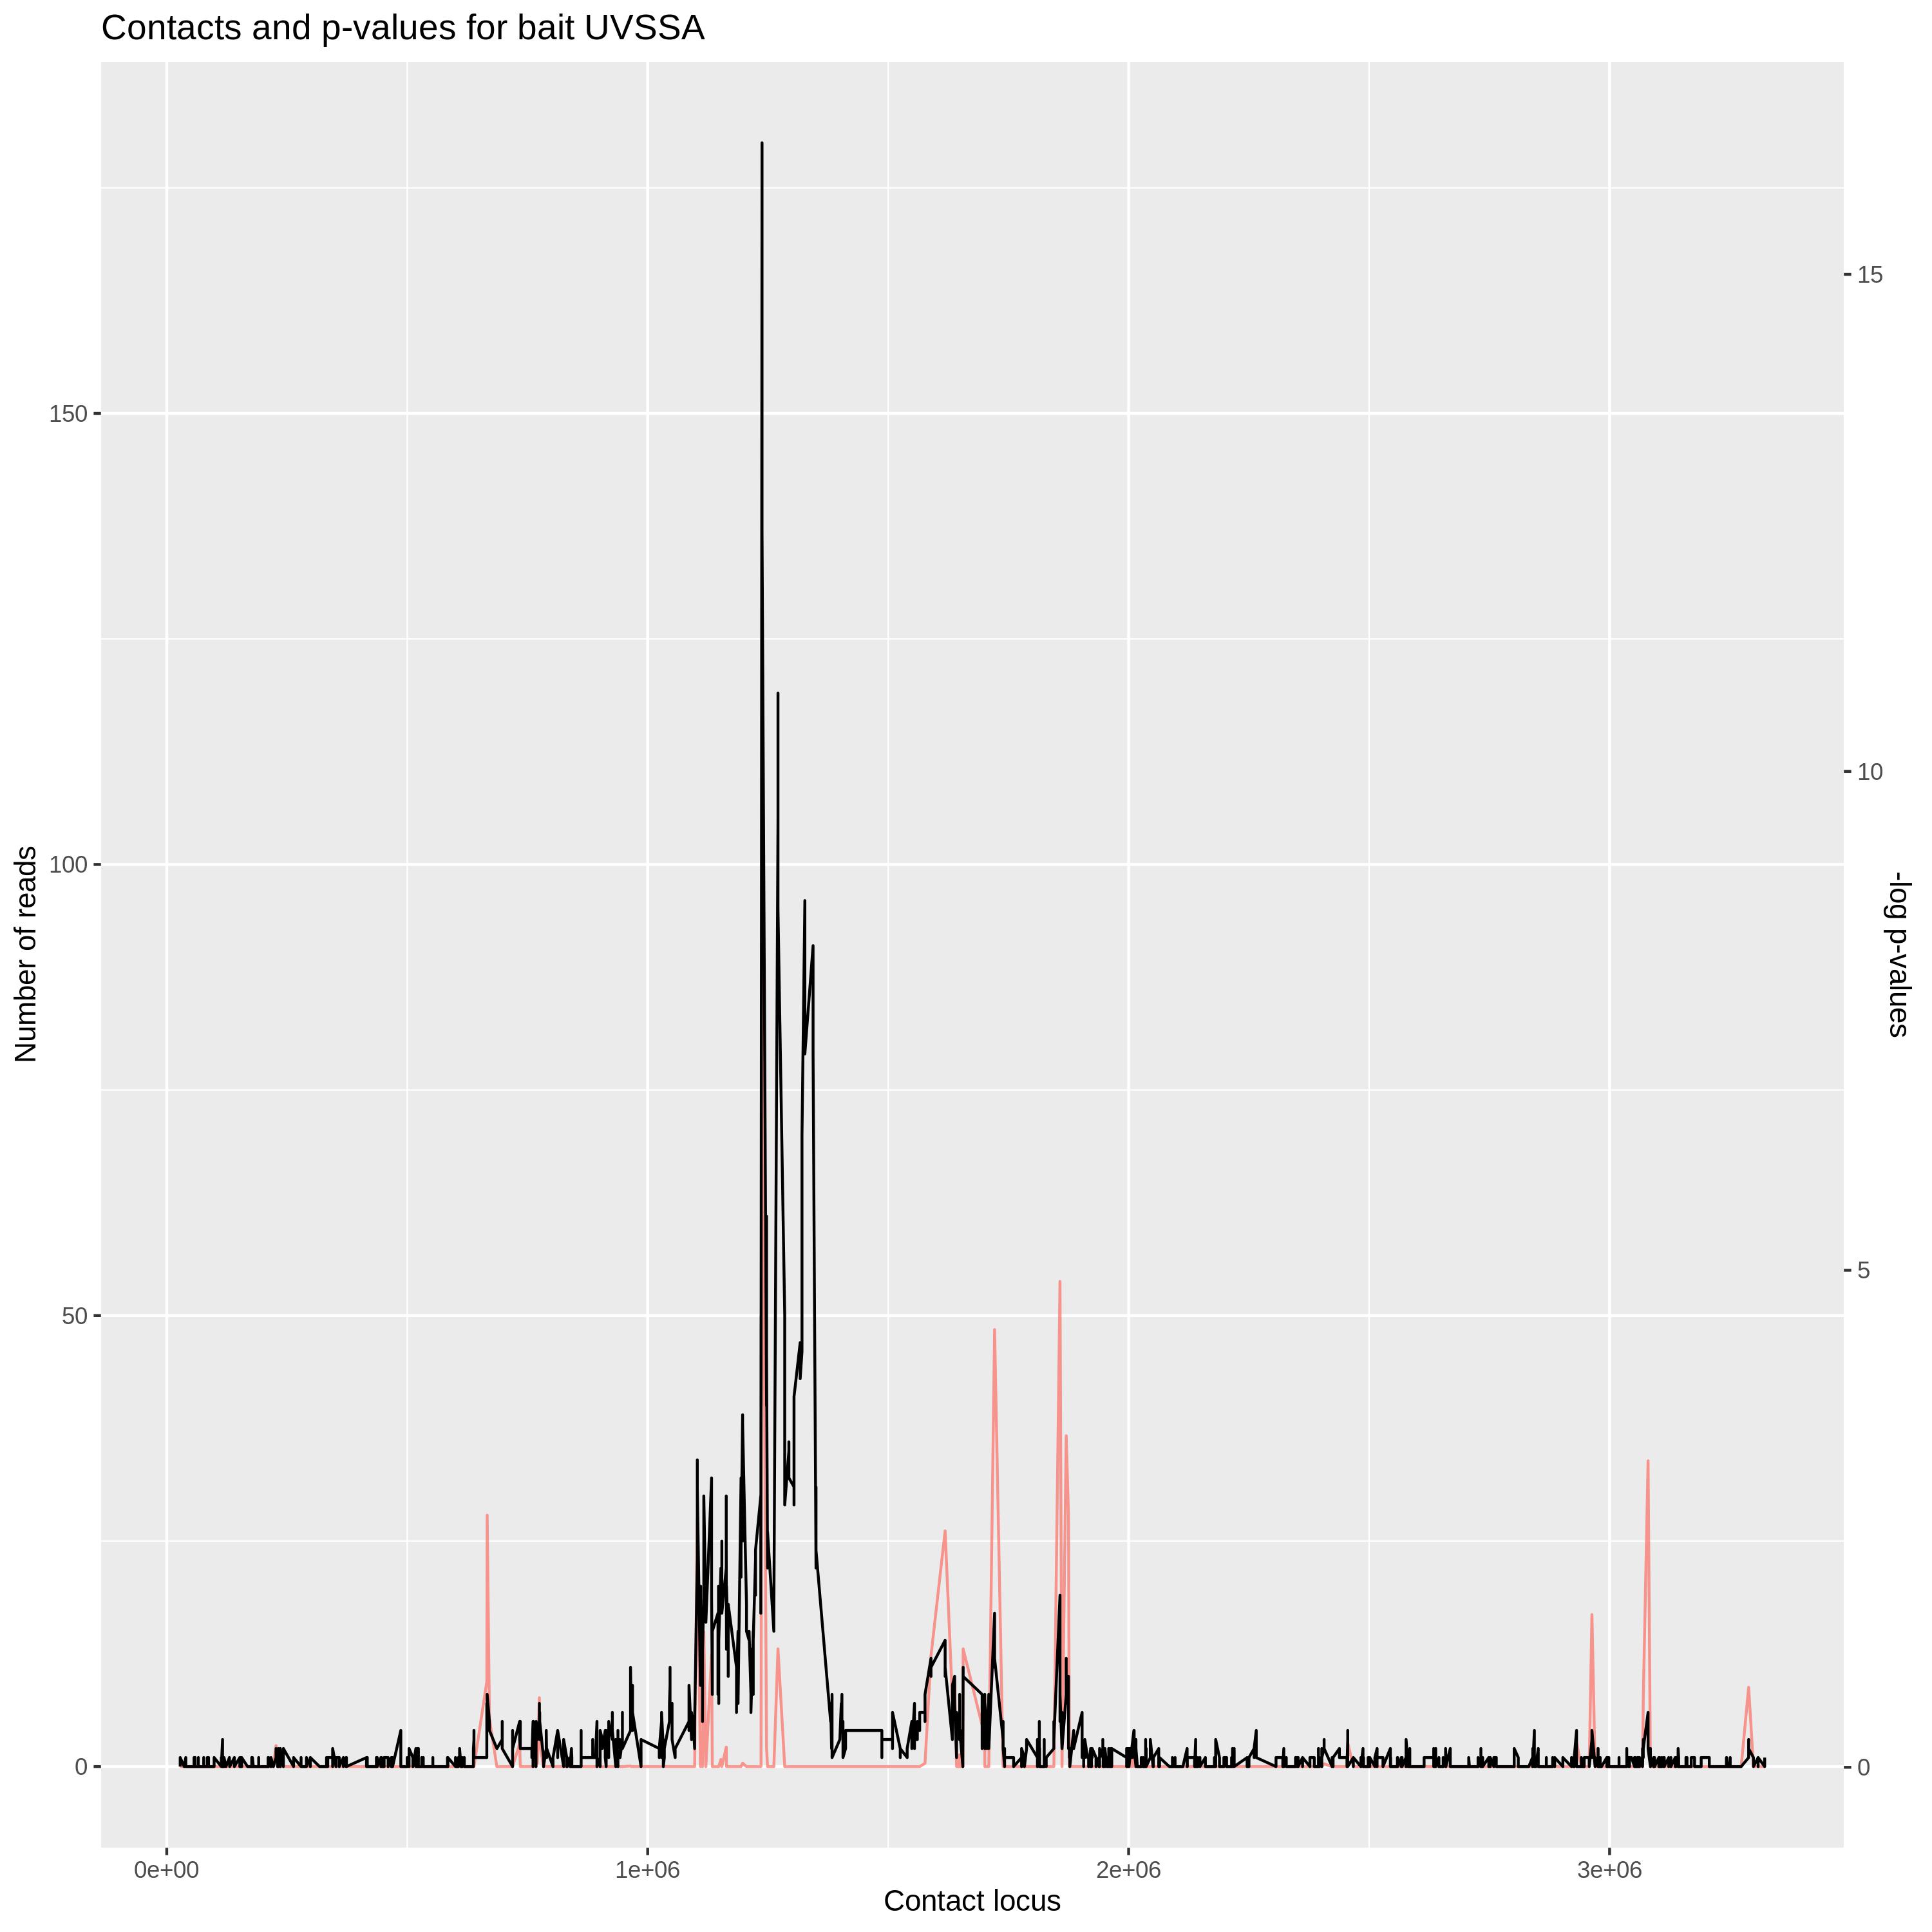 Contacts and p-values for bait UVSSA
150
100
50
0
Number of reads
15
10
5
0
-log p-values
0e+00
1e+06
2e+06
3e+06
Contact locus